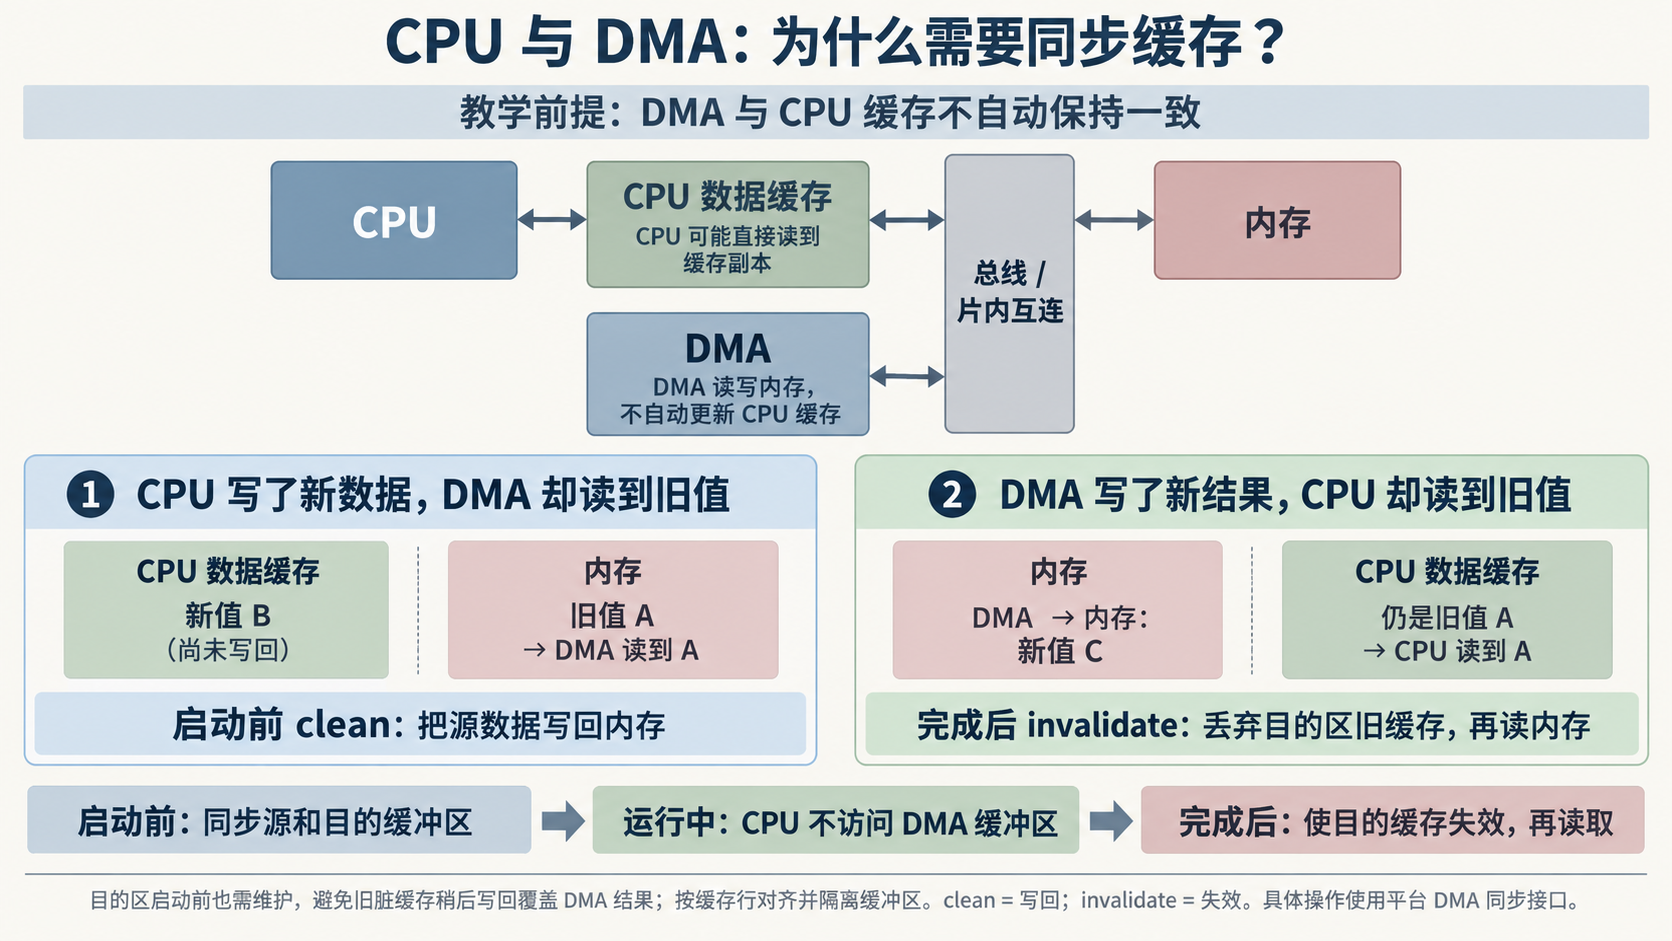 CPU 与 DMA：为什么需要同步缓存？
教学前提：DMA 与 CPU 缓存不自动保持一致
CPU
CPU 数据缓存
CPU 可能直接读到
缓存副本
总线 /
片内互连
内存
DMA
DMA 读写内存，
不自动更新 CPU 缓存
1 CPU 写了新数据，DMA 却读到旧值
CPU 数据缓存
新值 B
（尚未写回）
内存
旧值 A
→ DMA 读到 A
启动前 clean：把源数据写回内存
2 DMA 写了新结果，CPU 却读到旧值
内存
DMA → 内存：
新值 C
CPU 数据缓存
仍是旧值 A
→ CPU 读到 A
完成后 invalidate：丢弃目的区旧缓存，再读内存
启动前：同步源和目的缓冲区
运行中：CPU 不访问 DMA 缓冲区
完成后：使目的缓存失效，再读取
目的区启动前也需维护，避免旧脏缓存稍后写回覆盖 DMA 结果；按缓存行对齐并隔离缓冲区。clean = 写回；invalidate = 失效。具体操作使用平台 DMA 同步接口。